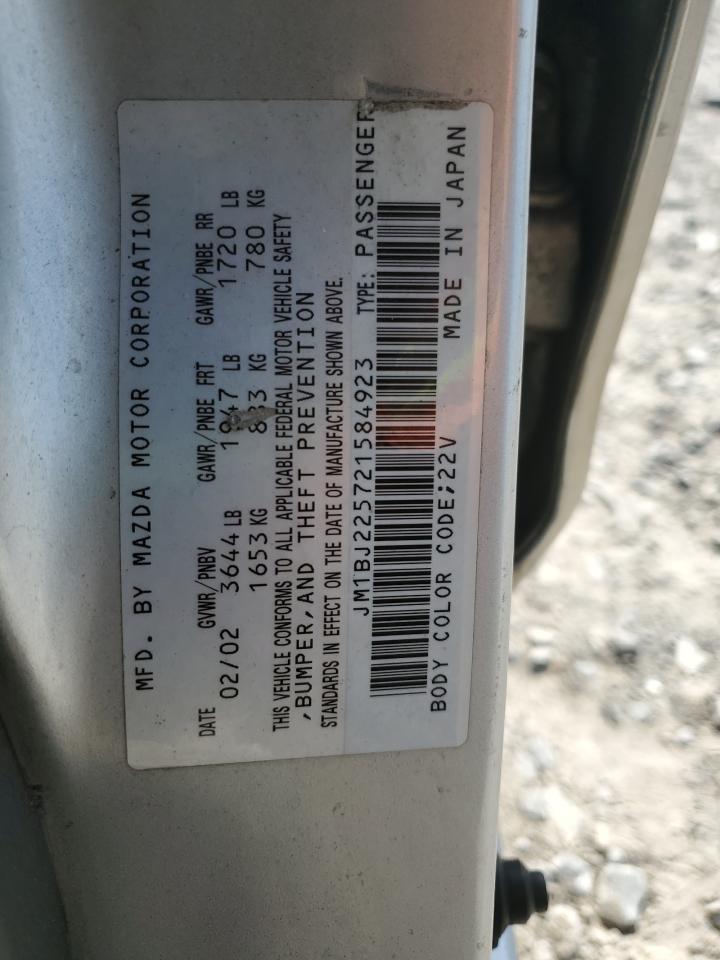 MFD. BY MAZDA MOTOR CORPORATION
DATE GVWR/PNBV GAWR/PNBE FRT GAWR/PNBE RR
02/02 3644 LB LB 1720 LB
1653 KG KG 780 KG
THIS VEHICLE CONFORMS TO ALL APPLICABLE FEDERAL MOTOR VEHICLE SAFETY
,BUMPER,AND THEFT PREVENTION
STANDARDS IN EFFECT ON THE DATE OF MANUFACTURE SHOWN ABOVE.
JM1BJ225721584923 TYPE: PASSENGER
BODY COLOR CODE;22V MADE IN JAPAN